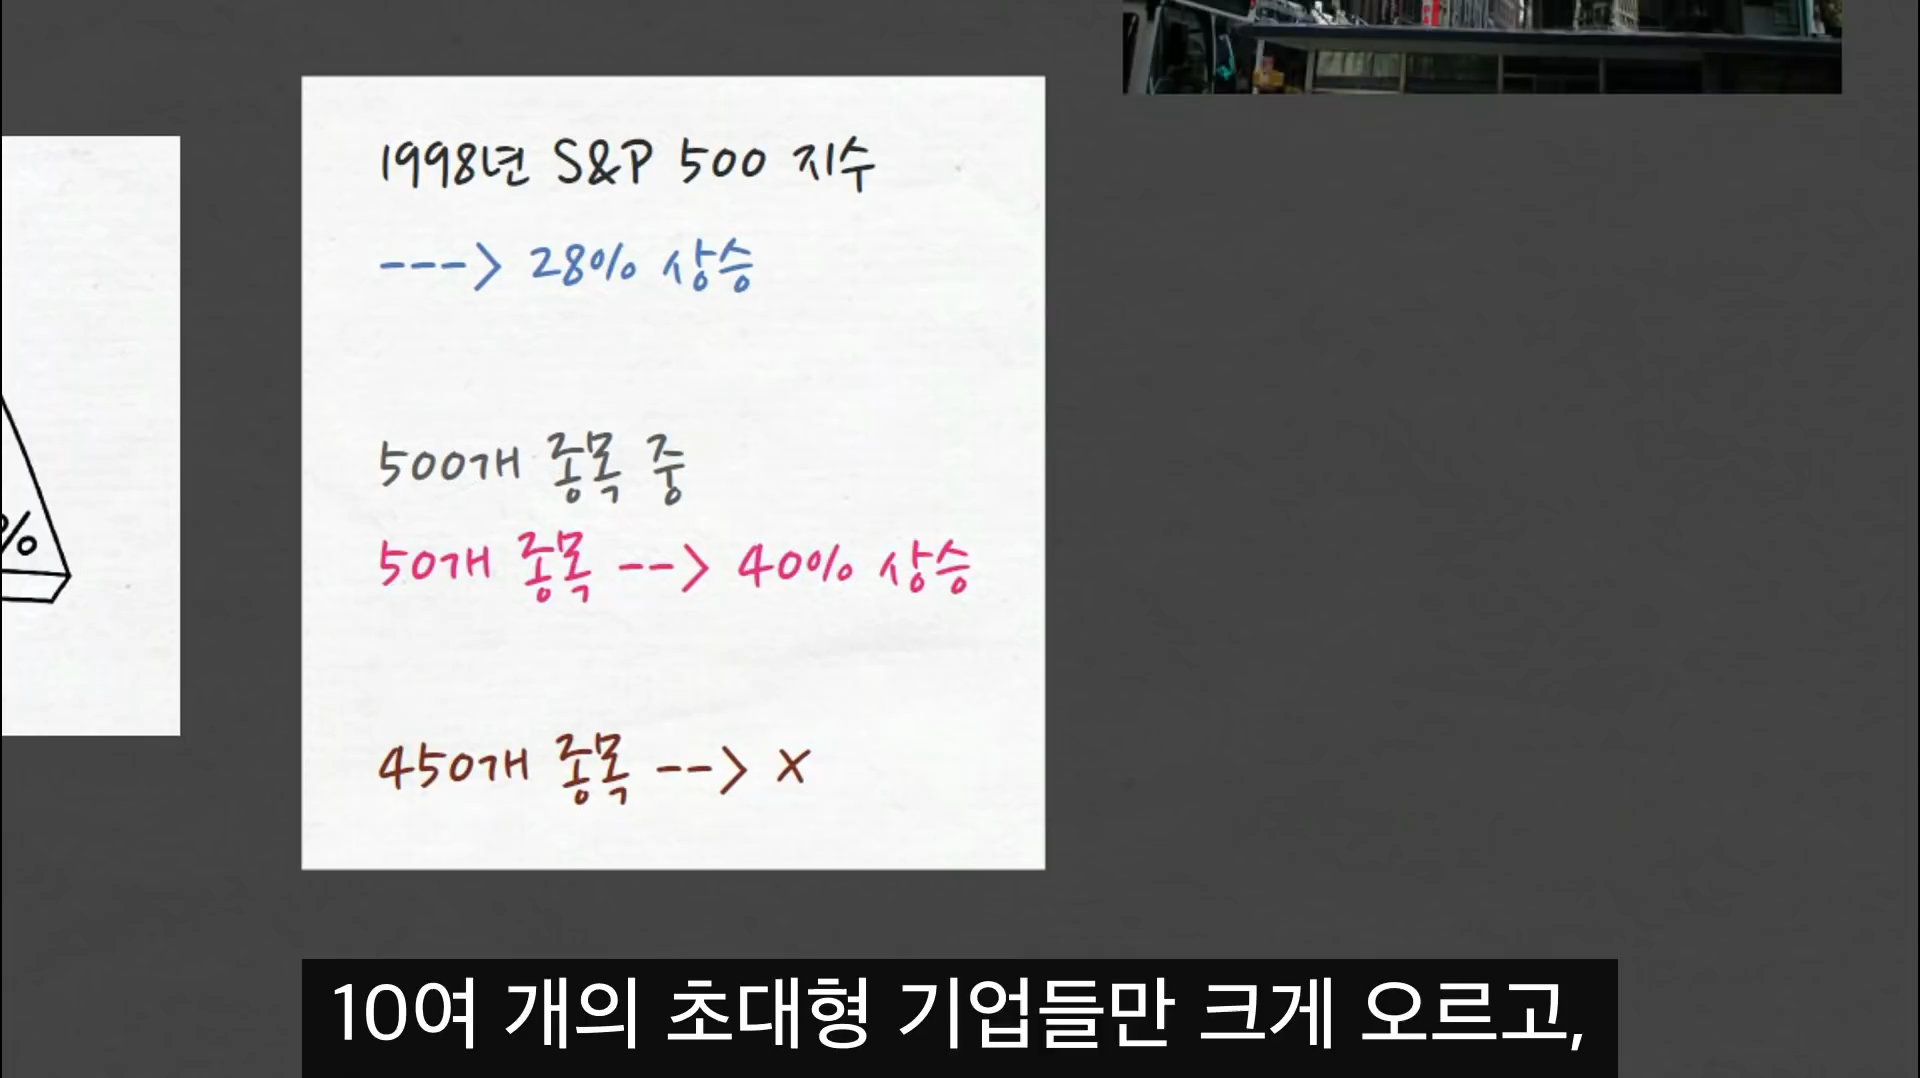 1998년 S&P 500 지수
---> 28% 상승
500개 종목 중
50개 종목 --> 40% 상승
450개 종목 --> X
%
10여 개의 초대형 기업들만 크게 오르고,